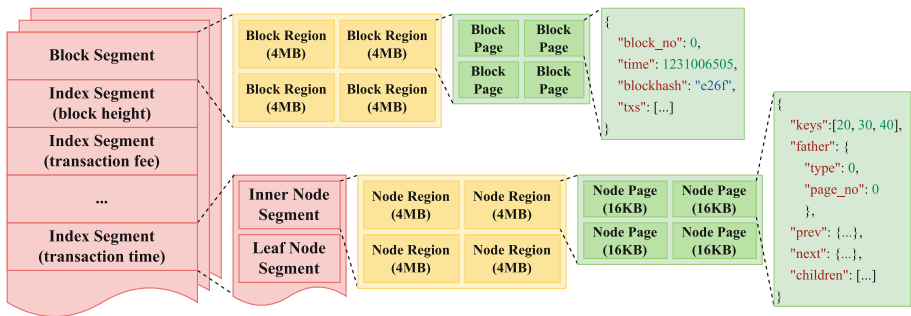 Block Segment
Index Segment
(block height)
Index Segment
(transaction fee)
...
Index Segment
(transaction time)
Block Region
(4MB)
Block Region
(4MB)
Block Region
(4MB)
Block Region
(4MB)
Block
Page
Block
Page
Block
Page
Block
Page
{
"block_no": 0,
"time": 1231006505,
"blockhash": "e26f",
"txs": [...]
}
Inner Node
Segment
Leaf Node
Segment
Node Region
(4MB)
Node Region
(4MB)
Node Region
(4MB)
Node Region
(4MB)
Node Page
(16KB)
Node Page
(16KB)
Node Page
(16KB)
Node Page
(16KB)
{
"keys":[20, 30, 40],
"father": {
"type": 0,
"page_no": 0
},
"prev": {...},
"next": {...},
"children": [...]
}